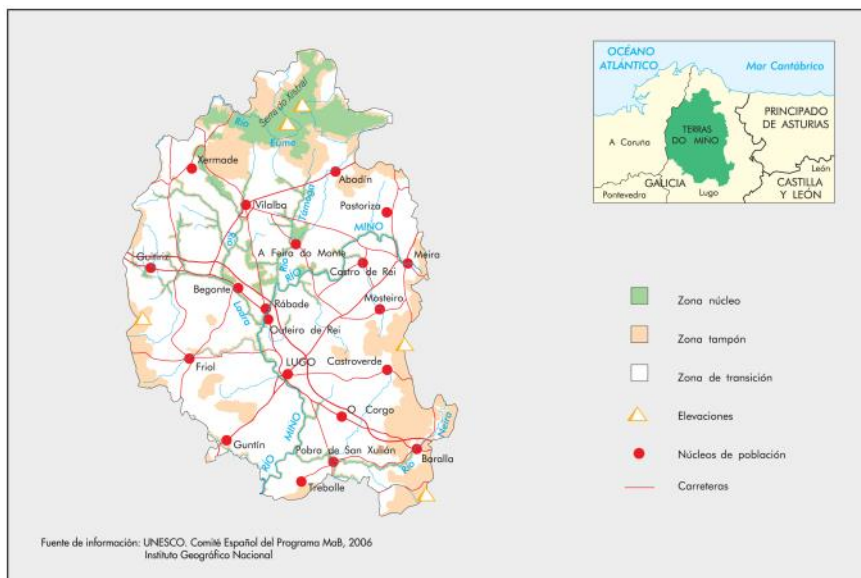 OCÉANO
ATLÁNTICO
Mar Cantábrico
PRINCIPADO
DE ASTURIAS
TERRAS
DO MIÑO
A Coruña
León
GALICIA
CASTILLA
Y LEÓN
Pontevedra
Lugo
Serra do Xistral
Río
Eume
Xermade
Abadín
Vilalba
Támoga
Pastoriza
MIÑO
Río
A Feira do Monte
Meira
Guitiriz
Río
RÍO
Castro de Rei
Begonte
Ladra
Rábade
Mosteiro
Outeiro de Rei
Friol
LUGO
Castroverde
O Corgo
MIÑO
Neira
Guntín
RÍO
Pobra de San Xulián
Río
Baralla
Trebolle
Zona núcleo
Zona tampón
Zona de transición
Elevaciones
Núcleos de población
Carreteras
Fuente de información: UNESCO. Comité Español del Programa MaB, 2006
Instituto Geográfico Nacional